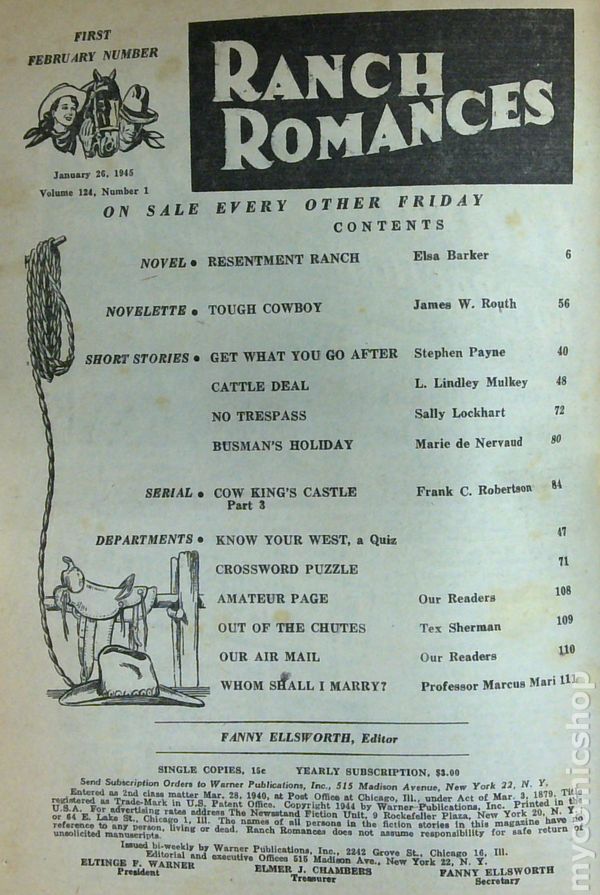 FIRST
FEBRUARY NUMBER
RANCH
ROMANCES
January 26, 1945
Volume 124, Number 1
ON SALE EVERY OTHER FRIDAY
CONTENTS
NOVEL • RESENTMENT RANCH Elsa Barker 6
NOVELETTE • TOUGH COWBOY James W. Routh 56
SHORT STORIES • GET WHAT YOU GO AFTER Stephen Payne 40
CATTLE DEAL L. Lindley Mulkey 48
NO TRESPASS Sally Lockhart 72
BUSMAN'S HOLIDAY Marie de Nervaud 80
SERIAL • COW KING'S CASTLE Frank C. Robertson 84
Part 3
DEPARTMENTS • KNOW YOUR WEST, a Quiz 47
CROSSWORD PUZZLE 71
AMATEUR PAGE Our Readers 108
OUT OF THE CHUTES Tex Sherman 109
OUR AIR MAIL Our Readers 110
WHOM SHALL I MARRY? Professor Marcus Mari 111
FANNY ELLSWORTH, Editor
SINGLE COPIES, 15c YEARLY SUBSCRIPTION, $3.00
Send Subscription Orders to Warner Publications, Inc., 515 Madison Avenue, New York 22, N. Y.
Entered as 2nd class matter Mar. 28, 1940, at Post Office at Chicago, Ill., under Act of Mar. 3, 1879. Title
registered as Trade-Mark in U.S. Patent Office. Copyright 1944 by Warner Publications, Inc. Printed in the
U.S.A. For advertising rates address The Newsstand Fiction Unit, 9 Rockefeller Plaza, New York 20, N. Y.,
or 64 E. Lake St., Chicago 1, Ill. The names of all persons in the fiction stories in this magazine have no
reference to any person, living or dead. Ranch Romances does not assume responsibility for safe return of
unsolicited manuscripts.
Issued bi-weekly by Warner Publications, Inc., 2242 Grove St., Chicago 16, Ill.
Editorial and executive Offices 515 Madison Ave., New York 22, N. Y.
ELTINGE F. WARNER ELMER J. CHAMBERS FANNY ELLSWORTH
President Treasurer Secretary
mycomicshop